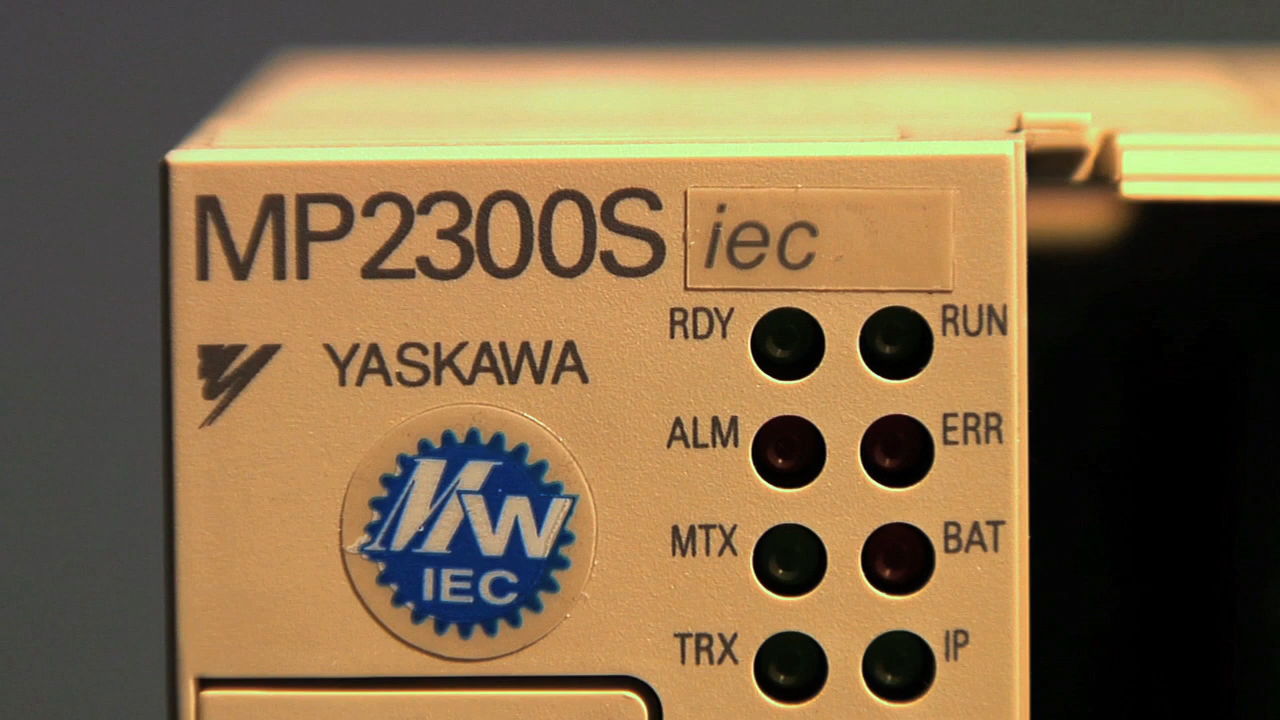 MP2300S iec
RDY RUN
YASKAWA
ALM ERR
MW
IEC
MTX BAT
TRX IP